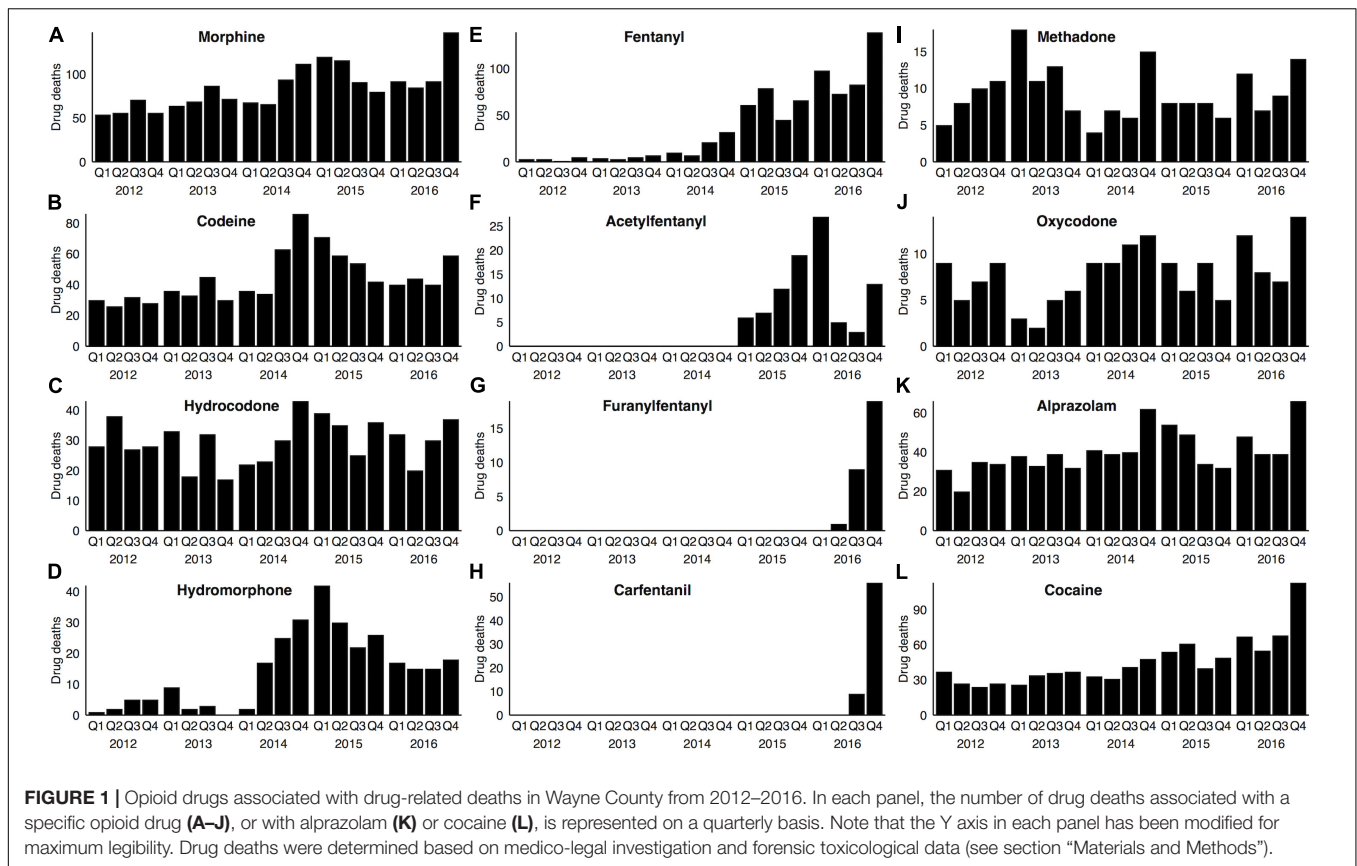 A
Morphine
Drug deaths
100
50
0
Q1 Q2 Q3 Q4 Q1 Q2 Q3 Q4 Q1 Q2 Q3 Q4 Q1 Q2 Q3 Q4 Q1 Q2 Q3 Q4
2012 2013 2014 2015 2016
B
Codeine
Drug deaths
80
60
40
20
0
Q1 Q2 Q3 Q4 Q1 Q2 Q3 Q4 Q1 Q2 Q3 Q4 Q1 Q2 Q3 Q4 Q1 Q2 Q3 Q4
2012 2013 2014 2015 2016
C
Hydrocodone
Drug deaths
40
30
20
10
0
Q1 Q2 Q3 Q4 Q1 Q2 Q3 Q4 Q1 Q2 Q3 Q4 Q1 Q2 Q3 Q4 Q1 Q2 Q3 Q4
2012 2013 2014 2015 2016
D
Hydromorphone
Drug deaths
40
30
20
10
0
Q1 Q2 Q3 Q4 Q1 Q2 Q3 Q4 Q1 Q2 Q3 Q4 Q1 Q2 Q3 Q4 Q1 Q2 Q3 Q4
2012 2013 2014 2015 2016
E
Fentanyl
Drug deaths
100
50
0
Q1 Q2 Q3 Q4 Q1 Q2 Q3 Q4 Q1 Q2 Q3 Q4 Q1 Q2 Q3 Q4 Q1 Q2 Q3 Q4
2012 2013 2014 2015 2016
F
Acetylfentanyl
Drug deaths
25
20
15
10
5
0
Q1 Q2 Q3 Q4 Q1 Q2 Q3 Q4 Q1 Q2 Q3 Q4 Q1 Q2 Q3 Q4 Q1 Q2 Q3 Q4
2012 2013 2014 2015 2016
G
Furanylfentanyl
Drug deaths
15
10
5
0
Q1 Q2 Q3 Q4 Q1 Q2 Q3 Q4 Q1 Q2 Q3 Q4 Q1 Q2 Q3 Q4 Q1 Q2 Q3 Q4
2012 2013 2014 2015 2016
H
Carfentanil
Drug deaths
50
40
30
20
10
0
Q1 Q2 Q3 Q4 Q1 Q2 Q3 Q4 Q1 Q2 Q3 Q4 Q1 Q2 Q3 Q4 Q1 Q2 Q3 Q4
2012 2013 2014 2015 2016
I
Methadone
Drug deaths
15
10
5
0
Q1 Q2 Q3 Q4 Q1 Q2 Q3 Q4 Q1 Q2 Q3 Q4 Q1 Q2 Q3 Q4 Q1 Q2 Q3 Q4
2012 2013 2014 2015 2016
J
Oxycodone
Drug deaths
10
5
0
Q1 Q2 Q3 Q4 Q1 Q2 Q3 Q4 Q1 Q2 Q3 Q4 Q1 Q2 Q3 Q4 Q1 Q2 Q3 Q4
2012 2013 2014 2015 2016
K
Alprazolam
Drug deaths
60
40
20
0
Q1 Q2 Q3 Q4 Q1 Q2 Q3 Q4 Q1 Q2 Q3 Q4 Q1 Q2 Q3 Q4 Q1 Q2 Q3 Q4
2012 2013 2014 2015 2016
L
Cocaine
Drug deaths
90
60
30
0
Q1 Q2 Q3 Q4 Q1 Q2 Q3 Q4 Q1 Q2 Q3 Q4 Q1 Q2 Q3 Q4 Q1 Q2 Q3 Q4
2012 2013 2014 2015 2016
FIGURE 1 | Opioid drugs associated with drug-related deaths in Wayne County from 2012–2016. In each panel, the number of drug deaths associated with a
specific opioid drug (A–J), or with alprazolam (K) or cocaine (L), is represented on a quarterly basis. Note that the Y axis in each panel has been modified for
maximum legibility. Drug deaths were determined based on medico-legal investigation and forensic toxicological data (see section “Materials and Methods”).